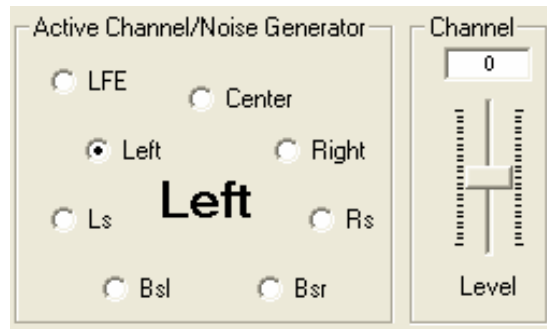 Active Channel/Noise Generator
LFE
Center
Left
Right
Left
Ls
Rs
Bsl
Bsr
Channel
0
Level